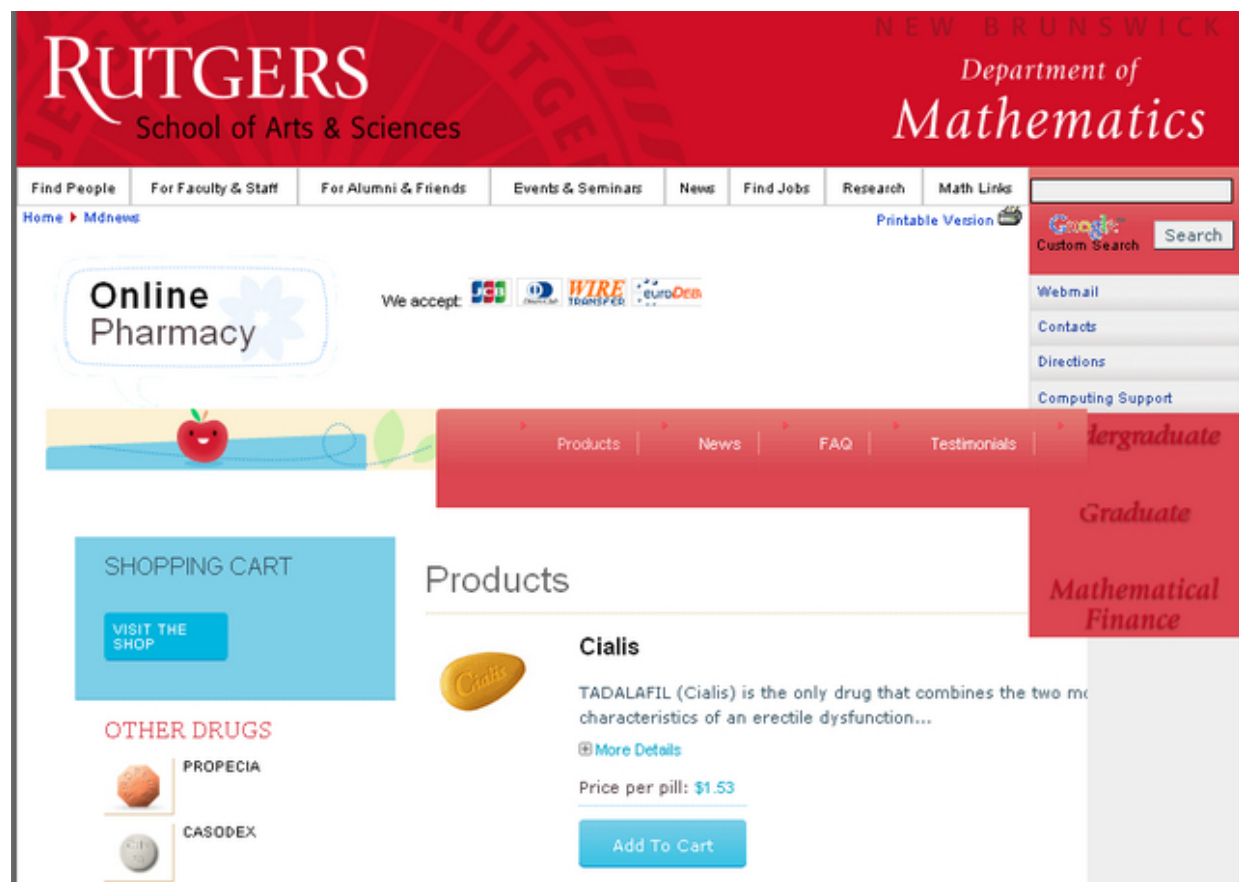 NEW BRUNSWICK
RUTGERS
School of Arts & Sciences
Department of
Mathematics
Find People
For Faculty & Staff
For Alumni & Friends
Events & Seminars
News
Find Jobs
Research
Math Links
Home Mdnews
Printable Version
Google
Custom Search
Search
Online
Pharmacy
We accept:
JCB
WIRE
TRANSFER
Webmail
Contacts
Directions
Computing Support
Products
News
FAQ
Testimonials
dergraduate
Graduate
Mathematical
Finance
SHOPPING CART
VISIT THE
SHOP
Products
Cialis
Cialis
TADALAFIL (Cialis) is the only drug that combines the two
characteristics of an erectile dysfunction...
More Details
Price per pill: $1.53
Add To Cart
OTHER DRUGS
PROPECIA
CASODEX